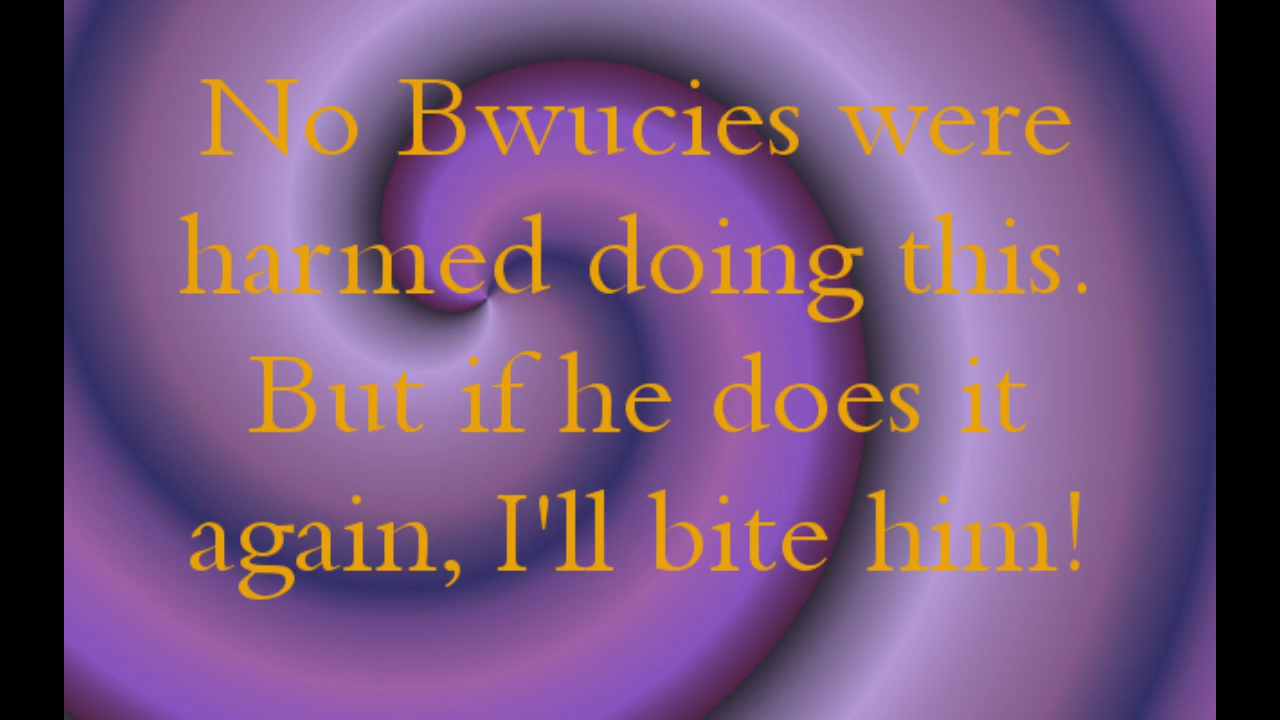 No Bwucies were
harmed doing this.
But if he does it
again, I'll bite him!